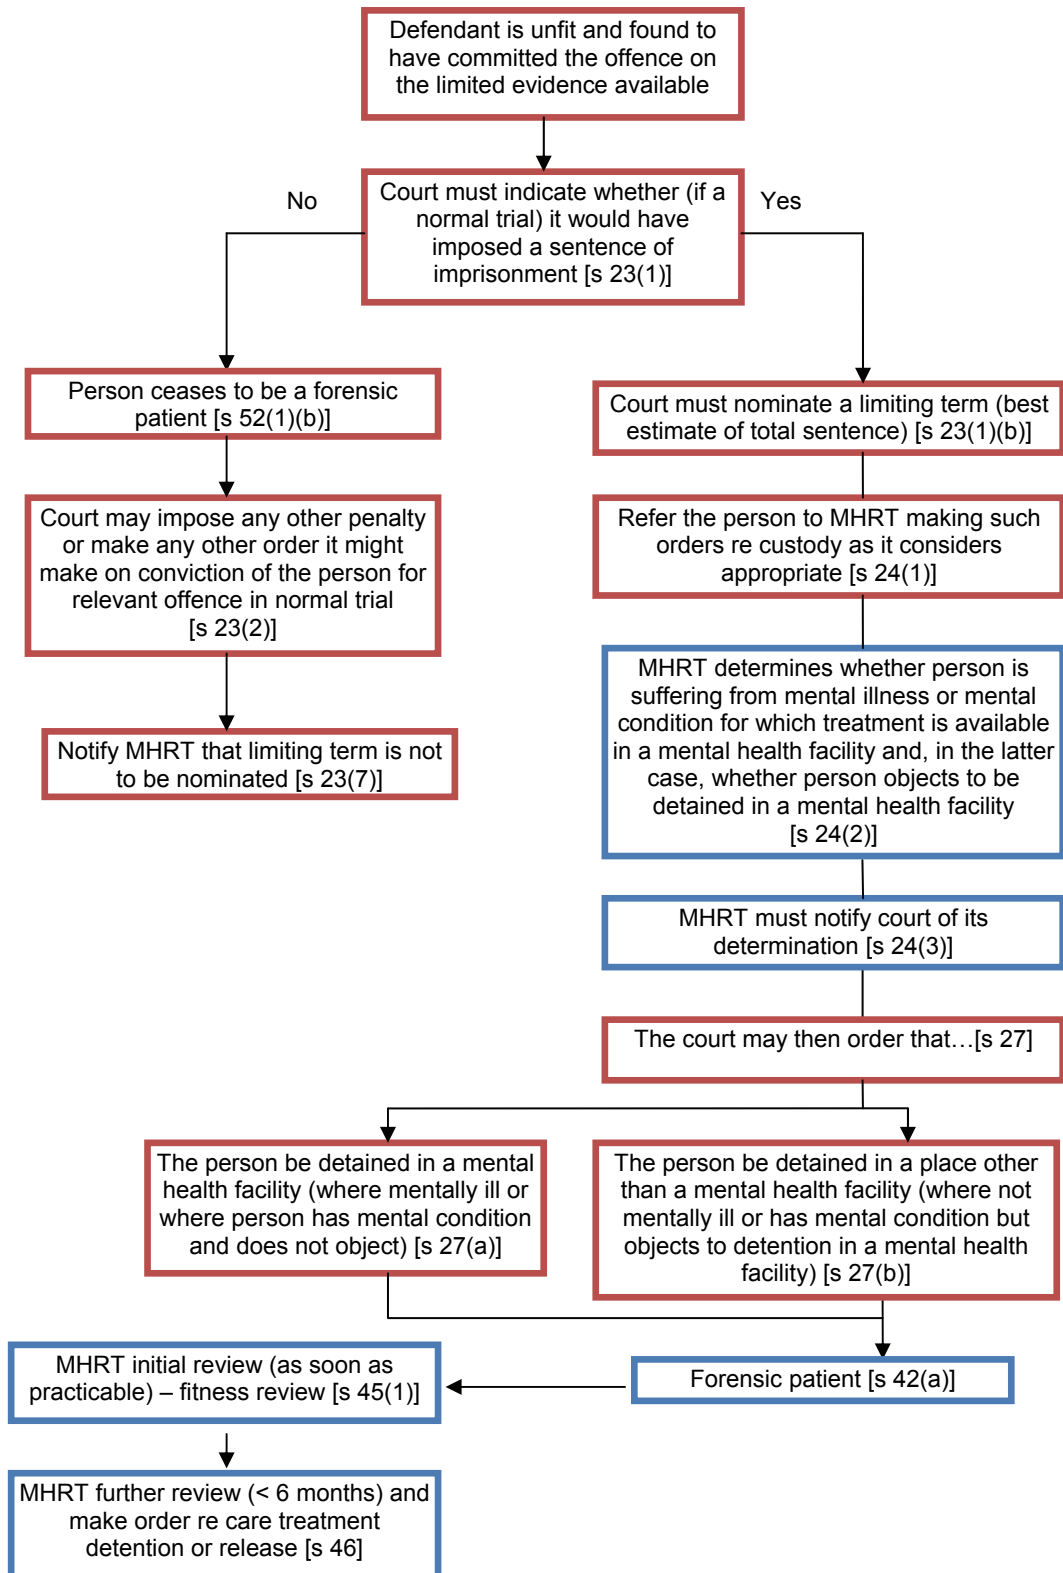 Defendant is unfit and found to
have committed the offence on
the limited evidence available
No
Court must indicate whether (if a
normal trial) it would have
imposed a sentence of
imprisonment [s 23(1)]
Yes
Person ceases to be a forensic
patient [s 52(1)(b)]
Court may impose any other penalty
or make any other order it might
make on conviction of the person for
relevant offence in normal trial
[s 23(2)]
Notify MHRT that limiting term is not
to be nominated [s 23(7)]
Court must nominate a limiting term (best
estimate of total sentence) [s 23(1)(b)]
Refer the person to MHRT making such
orders re custody as it considers
appropriate [s 24(1)]
MHRT determines whether person is
suffering from mental illness or mental
condition for which treatment is available
in a mental health facility and, in the latter
case, whether person objects to be
detained in a mental health facility
[s 24(2)]
MHRT must notify court of its
determination [s 24(3)]
The court may then order that…[s 27]
The person be detained in a mental
health facility (where mentally ill or
where person has mental condition
and does not object) [s 27(a)]
The person be detained in a place other
than a mental health facility (where not
mentally ill or has mental condition but
objects to detention in a mental health
facility) [s 27(b)]
Forensic patient [s 42(a)]
MHRT initial review (as soon as
practicable) – fitness review [s 45(1)]
MHRT further review (< 6 months) and
make order re care treatment
detention or release [s 46]